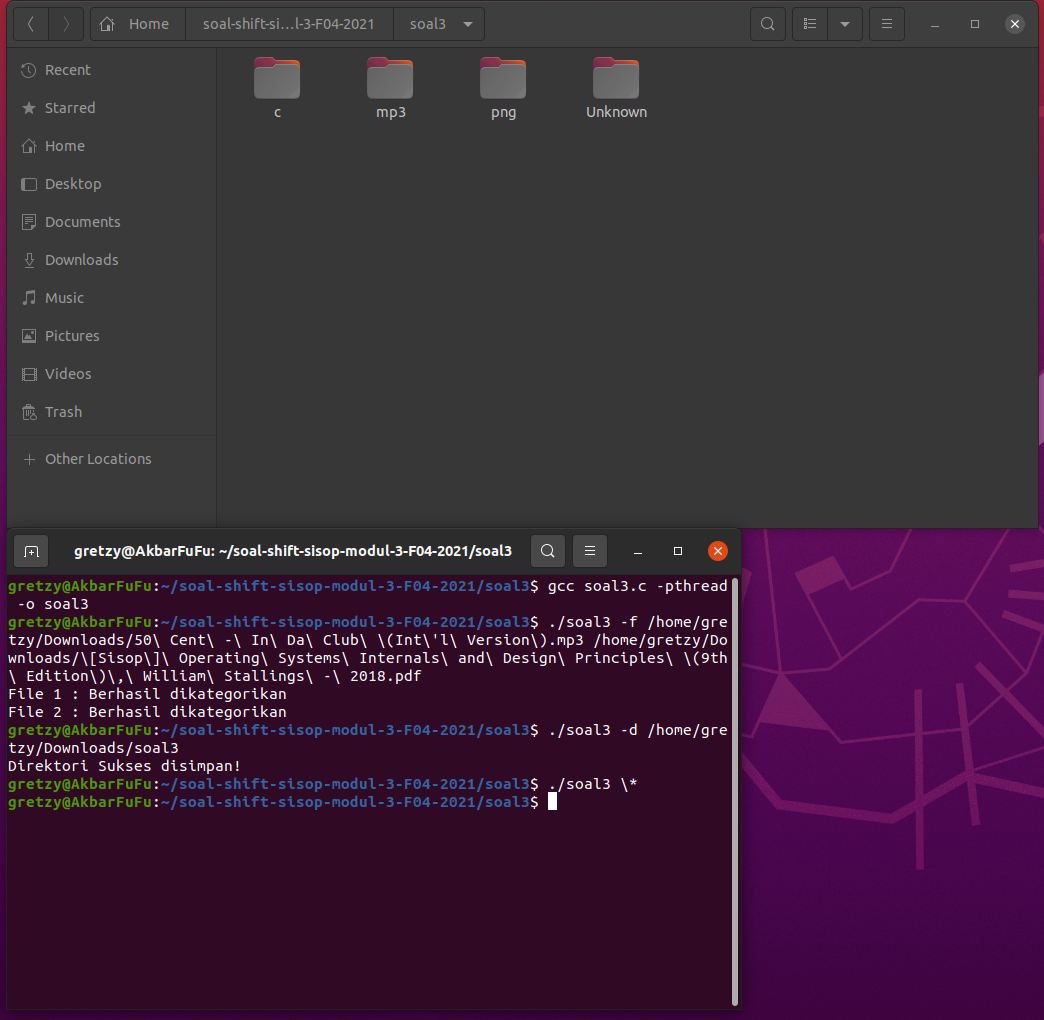 Home
soal-shift-si...l-3-F04-2021
soal3
Recent
Starred
Home
Desktop
Documents
Downloads
Music
Pictures
Videos
Trash
Other Locations
c
mp3
png
Unknown
gretzy@AkbarFuFu: ~/soal-shift-sisop-modul-3-F04-2021/soal3
gretzy@AkbarFuFu:~/soal-shift-sisop-modul-3-F04-2021/soal3$ gcc soal3.c -pthread
 -o soal3
gretzy@AkbarFuFu:~/soal-shift-sisop-modul-3-F04-2021/soal3$ ./soal3 -f /home/gre
tzy/Downloads/50\ Cent\ -\ In\ Da\ Club\ \(Int\'l\ Version\).mp3 /home/gretzy/Do
wnloads/\[Sisop\]\ Operating\ Systems\ Internals\ and\ Design\ Principles\ \(9th
\ Edition\)\,\ William\ Stallings\ -\ 2018.pdf
File 1 : Berhasil dikategorikan
File 2 : Berhasil dikategorikan
gretzy@AkbarFuFu:~/soal-shift-sisop-modul-3-F04-2021/soal3$ ./soal3 -d /home/gre
tzy/Downloads/soal3
Direktori Sukses disimpan!
gretzy@AkbarFuFu:~/soal-shift-sisop-modul-3-F04-2021/soal3$ ./soal3 \*
gretzy@AkbarFuFu:~/soal-shift-sisop-modul-3-F04-2021/soal3$